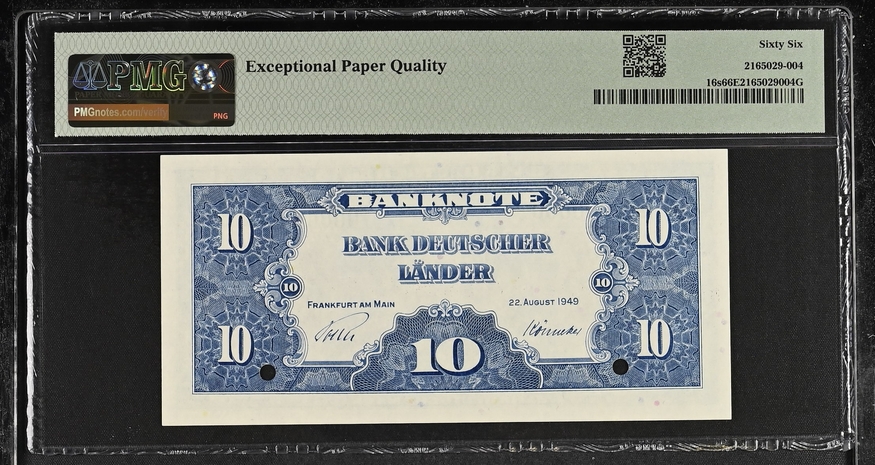 PMG
PMGnotes.com/verify
PNG
Exceptional Paper Quality
Sixty Six
2165029-004
16s66E2165029004G
BANKNOTE
10
10
BANK DEUTSCHER
LÄNDER
10
10
FRANKFURT AM MAIN
22. AUGUST 1949
10
10
10